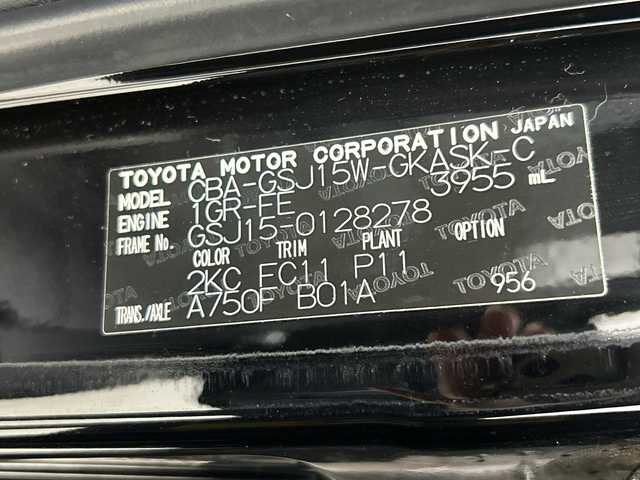 TOYOTA MOTOR CORPORATION JAPAN
MODEL CBA-GSJ15W-GKASK-C
ENGINE 1GR-FE 3955 mL
FRAME No. GSJ15-0128278
COLOR TRIM PLANT OPTION
2KC FC11 P11
TRANS./AXLE A750F B01A 956